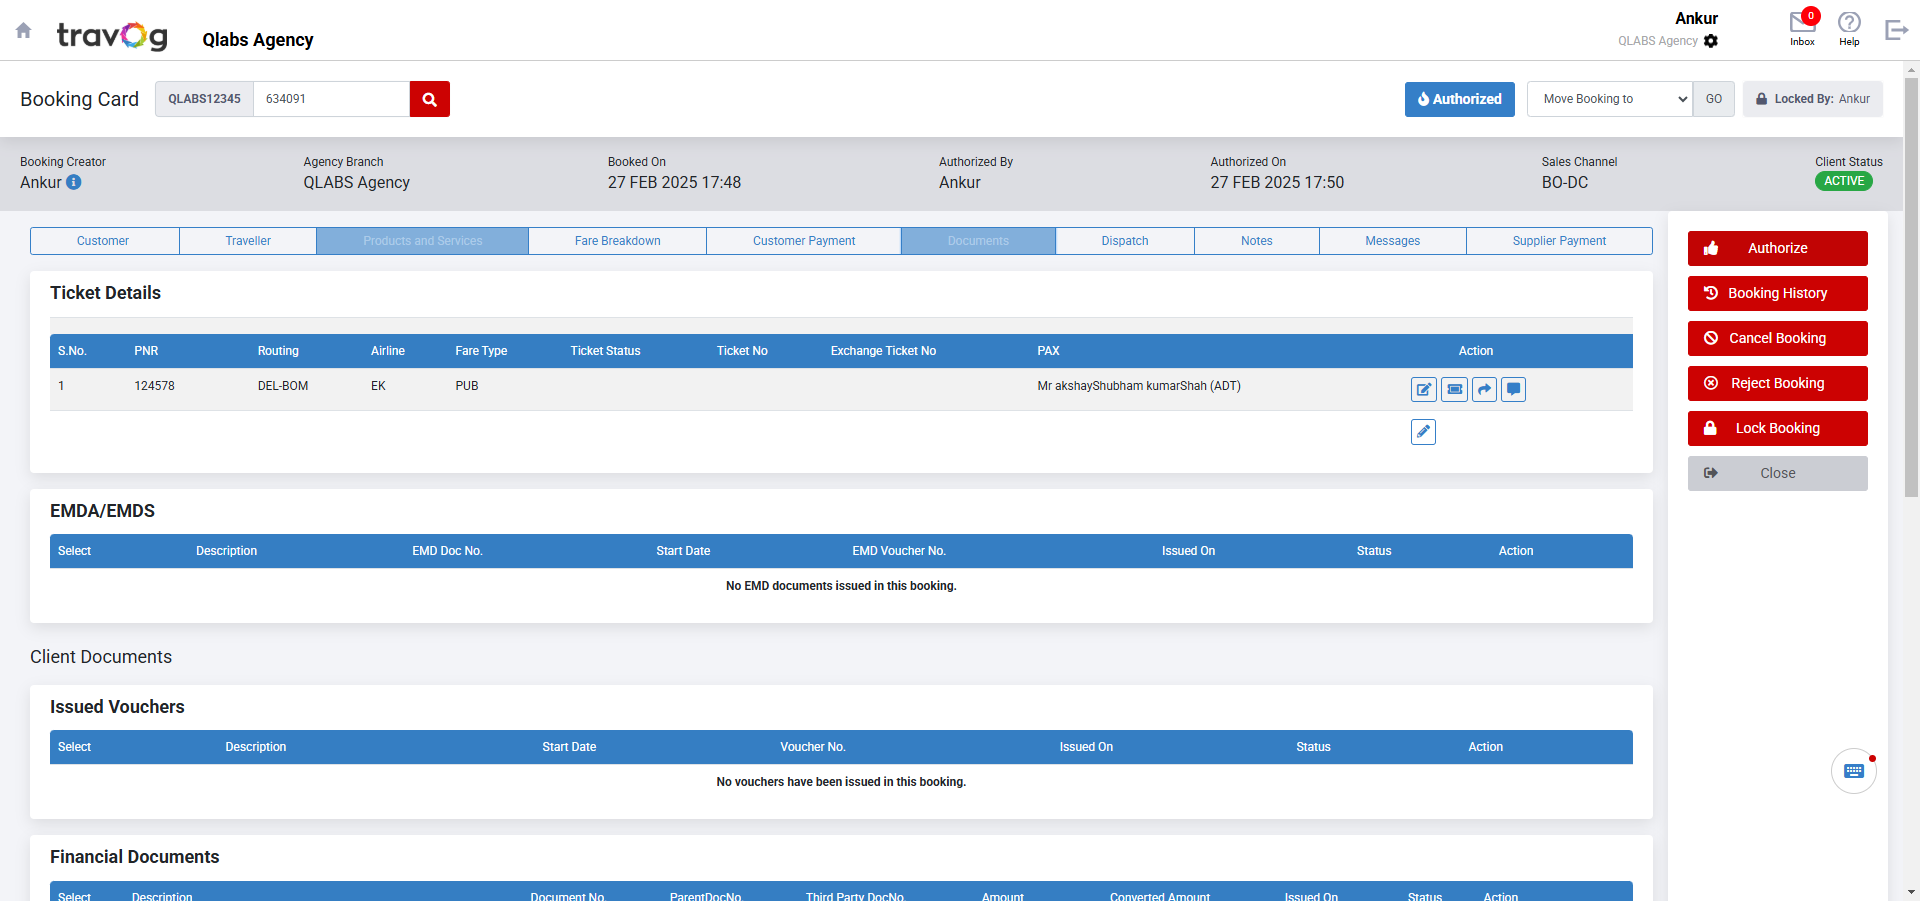 travog
Qlabs Agency
Ankur
QLABS Agency
0
Inbox
Help
Booking Card
QLABS12345
634091
Authorized
Move Booking to
GO
Locked By: Ankur
Booking Creator
Ankur
Agency Branch
QLABS Agency
Booked On
27 FEB 2025 17:48
Authorized By
Ankur
Authorized On
27 FEB 2025 17:50
Sales Channel
BO-DC
Client Status
ACTIVE
Customer
Traveller
Products and Services
Fare Breakdown
Customer Payment
Documents
Dispatch
Notes
Messages
Supplier Payment
Authorize
Booking History
Cancel Booking
Reject Booking
Lock Booking
Close
Ticket Details
S.No. PNR Routing Airline Fare Type Ticket Status Ticket No Exchange Ticket No PAX Action
1 124578 DEL-BOM EK PUB Mr akshayShubham kumarShah (ADT)
EMDA/EMDS
Select Description EMD Doc No. Start Date EMD Voucher No. Issued On Status Action
No EMD documents issued in this booking.
Client Documents
Issued Vouchers
Select Description Start Date Voucher No. Issued On Status Action
No vouchers have been issued in this booking.
Financial Documents
Select Description Document No. ParentDocNo. Third Party DocNo. Amount Converted Amount Issued On Status Action